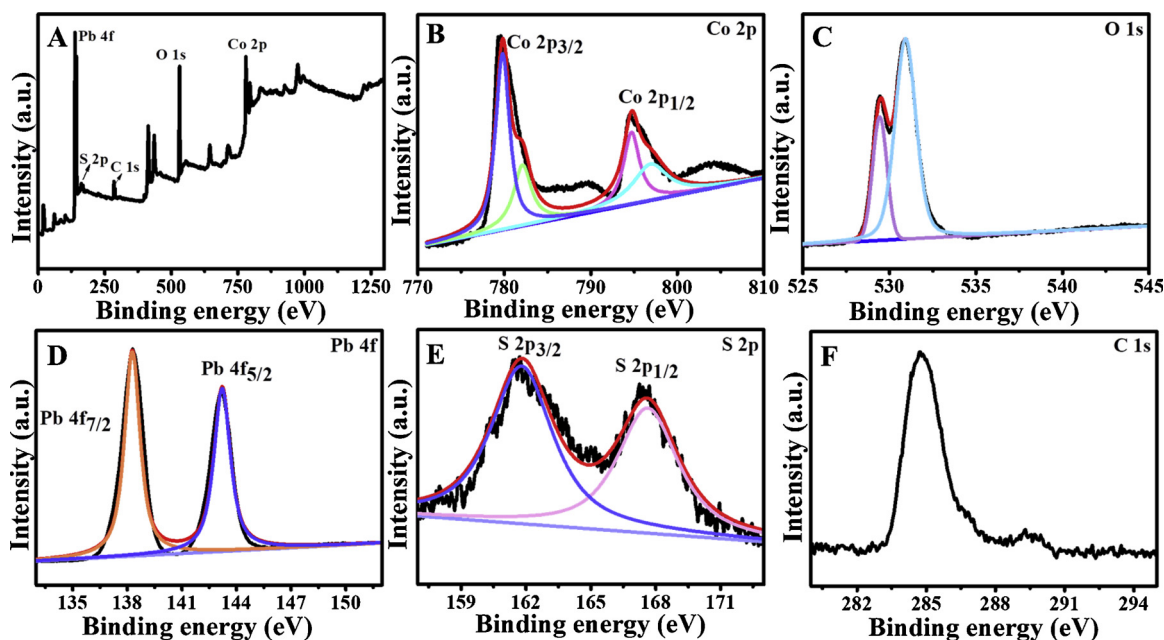 A
Pb 4f
O 1s
Co 2p
S 2p
C 1s
Intensity (a.u.)
0 250 500 750 1000 1250
Binding energy (eV)
B
Co 2p3/2
Co 2p
Co 2p1/2
Intensity (a.u.)
770 780 790 800 810
Binding energy (eV)
C
O 1s
Intensity (a.u.)
525 530 535 540 545
Binding energy (eV)
D
Pb 4f
Pb 4f5/2
Pb 4f7/2
Intensity (a.u.)
135 138 141 144 147 150
Binding energy (eV)
E
S 2p3/2
S 2p
S 2p1/2
Intensity (a.u.)
159 162 165 168 171
Binding energy (eV)
F
C 1s
Intensity (a.u.)
282 285 288 291 294
Binding energy (eV)